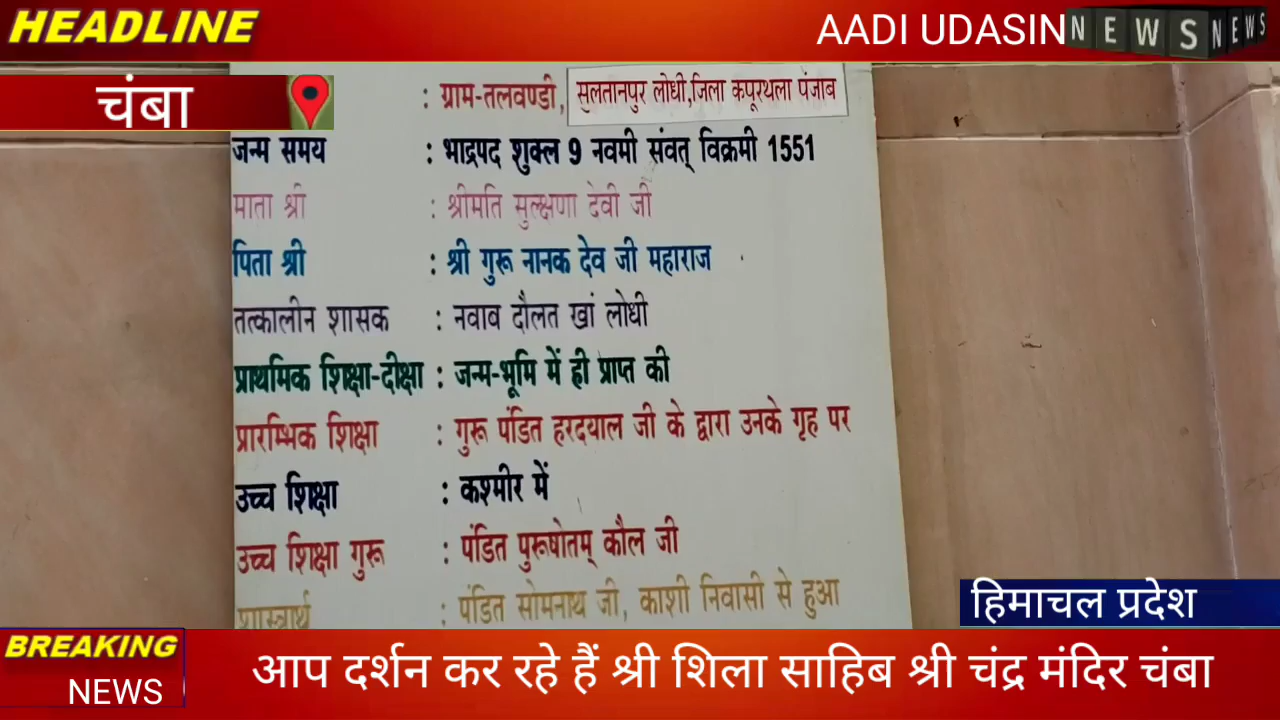 HEADLINE
AADI UDASIN NEWS NEWS
चंबा
: ग्राम-तलवण्डी, सुलतानपुर लोधी,जिला कपूरथला पंजाब
जन्म समय : भाद्रपद शुक्ल 9 नवमी संवत् विक्रमी 1551
माता श्री : श्रीमति सुल्क्षणा देवी जी
पिता श्री : श्री गुरू नानक देव जी महाराज
तत्कालीन शासक : नवाब दौलत खां लोधी
प्राथमिक शिक्षा-दीक्षा : जन्म-भूमि में ही प्राप्त की
प्रारम्भिक शिक्षा : गुरू पंडित हरदयाल जी के द्वारा उनके गृह पर
उच्च शिक्षा : कश्मीर में
उच्च शिक्षा गुरू : पंडित पुरूषोतम् कौल जी
शास्त्रार्थ : पंडित सोमनाथ जी, काशी निवासी से हुआ
हिमाचल प्रदेश
BREAKING
NEWS
आप दर्शन कर रहे हैं श्री शिला साहिब श्री चंद्र मंदिर चंबा